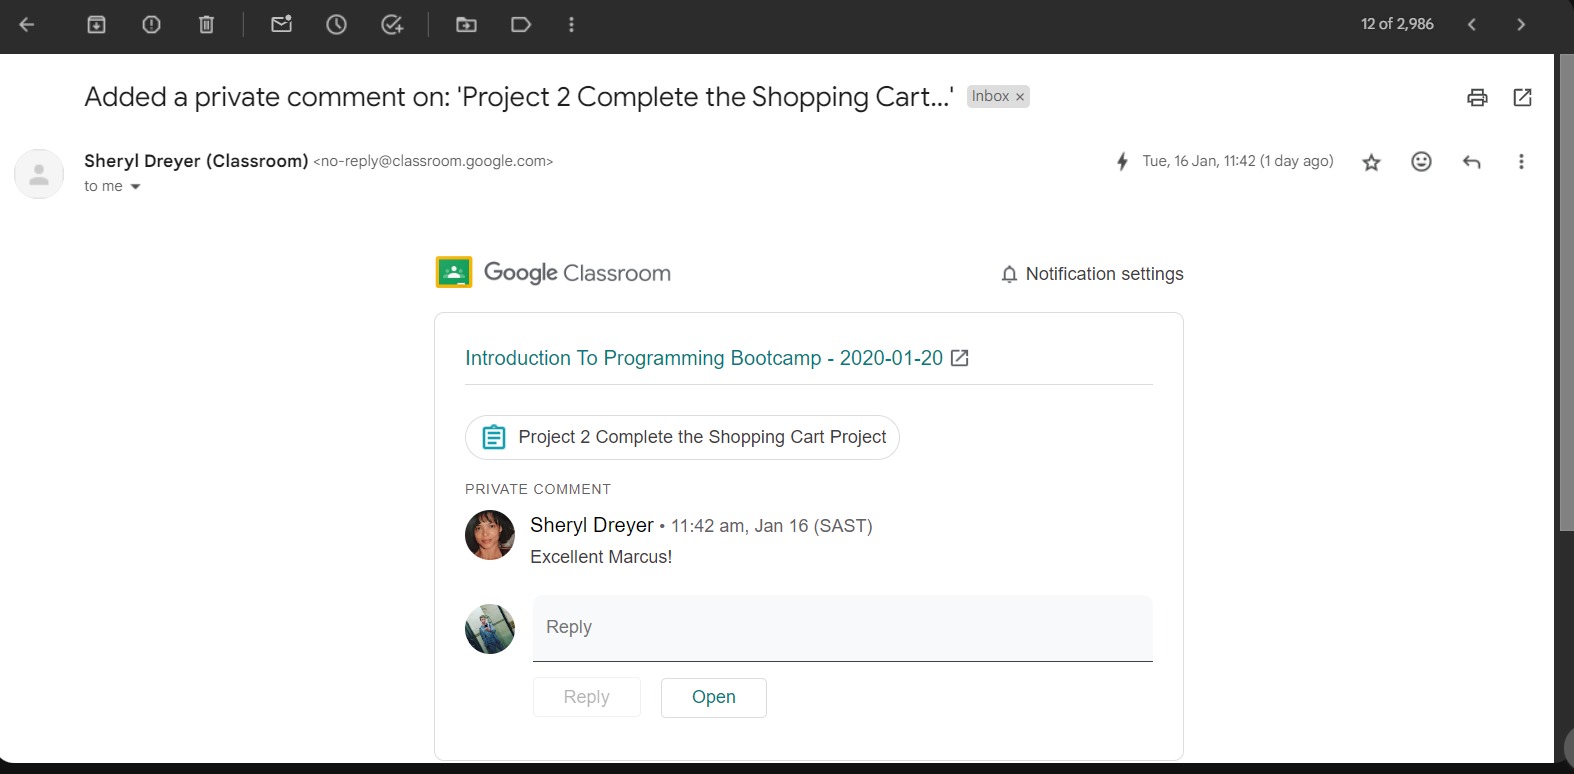 12 of 2,986
Added a private comment on: 'Project 2 Complete the Shopping Cart...' Inbox ×
Sheryl Dreyer (Classroom) <no-reply@classroom.google.com> Tue, 16 Jan, 11:42 (1 day ago)
to me
Google Classroom Notification settings
Introduction To Programming Bootcamp - 2020-01-20
Project 2 Complete the Shopping Cart Project
PRIVATE COMMENT
Sheryl Dreyer • 11:42 am, Jan 16 (SAST)
Excellent Marcus!
Reply
Reply Open